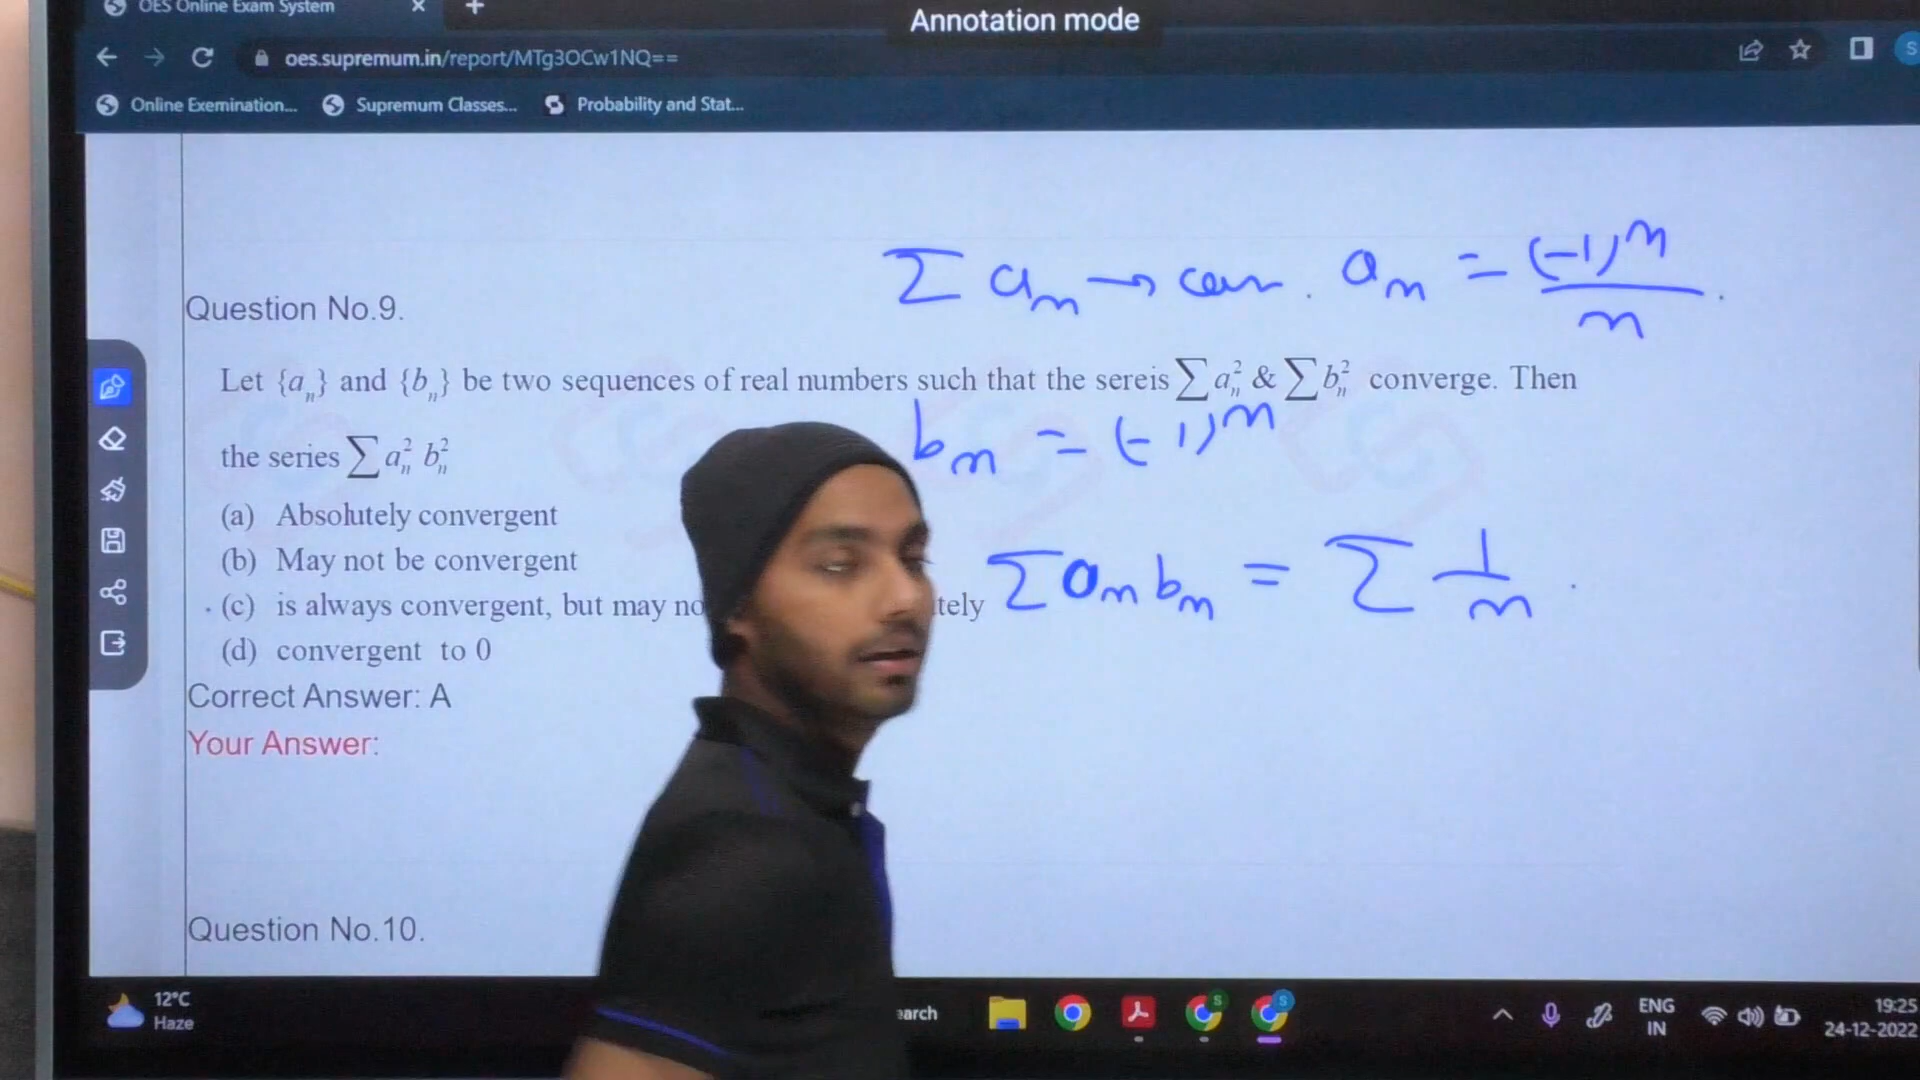 OES Online Exam System
Annotation mode
oes.supremum.in/report/MTg3OCw1NQ==
S
Online Exemination... Supremum Classes... Probability and Stat...
∑ aₙ → con. aₙ = (-1)ⁿ/n.
Question No.9.
Let {aₙ} and {bₙ} be two sequences of real numbers such that the sereis ∑ aₙ² & ∑ bₙ² converge. Then
bₙ = (-1)ⁿ
the series ∑ aₙ² bₙ²
(a) Absolutely convergent
(b) May not be convergent
∑ aₙ bₙ = ∑ 1/n.
(c) is always convergent, but may no tely
(d) convergent to 0
Correct Answer: A
Your Answer:
Question No.10.
12°C
Haze
earch
S
S
ENG
IN
19:25
24-12-2022